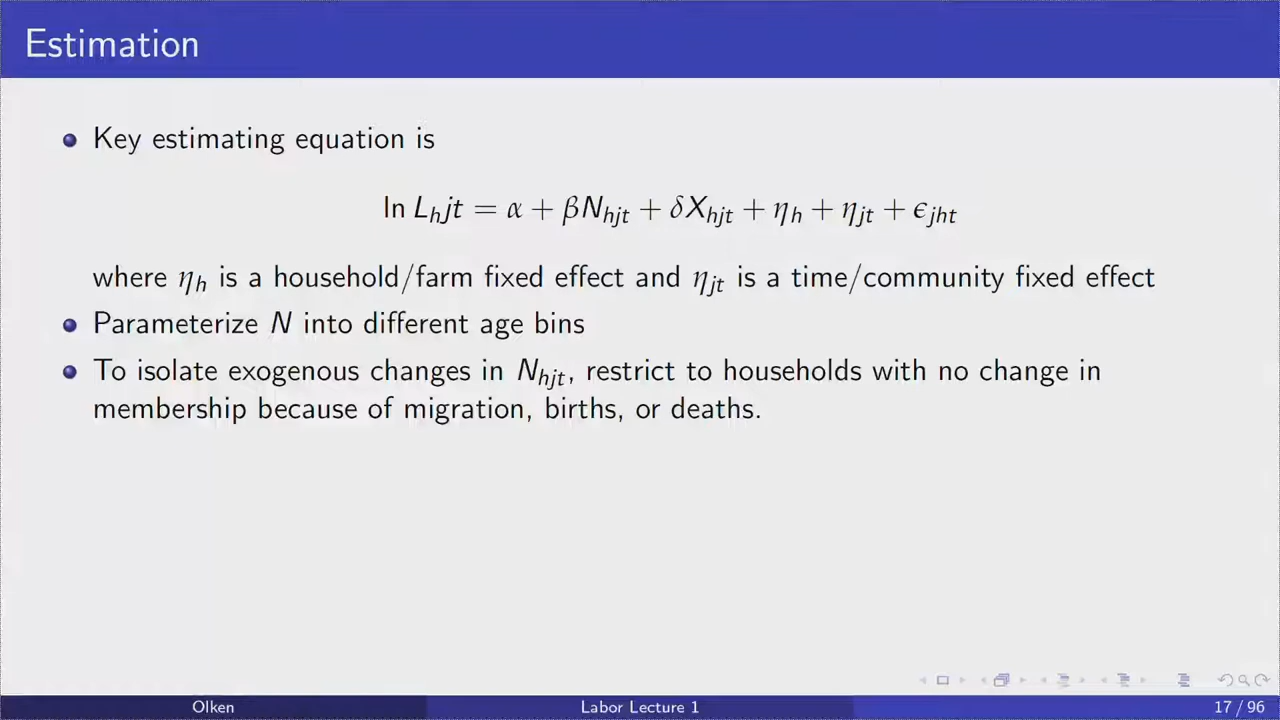 Estimation
Key estimating equation is
ln L_h jt = α + βN_hjt + δX_hjt + η_h + η_jt + ϵ_jht
where η_h is a household/farm fixed effect and η_jt is a time/community fixed effect
Parameterize N into different age bins
To isolate exogenous changes in N_hjt, restrict to households with no change in
membership because of migration, births, or deaths.
Olken
Labor Lecture 1
17 / 96